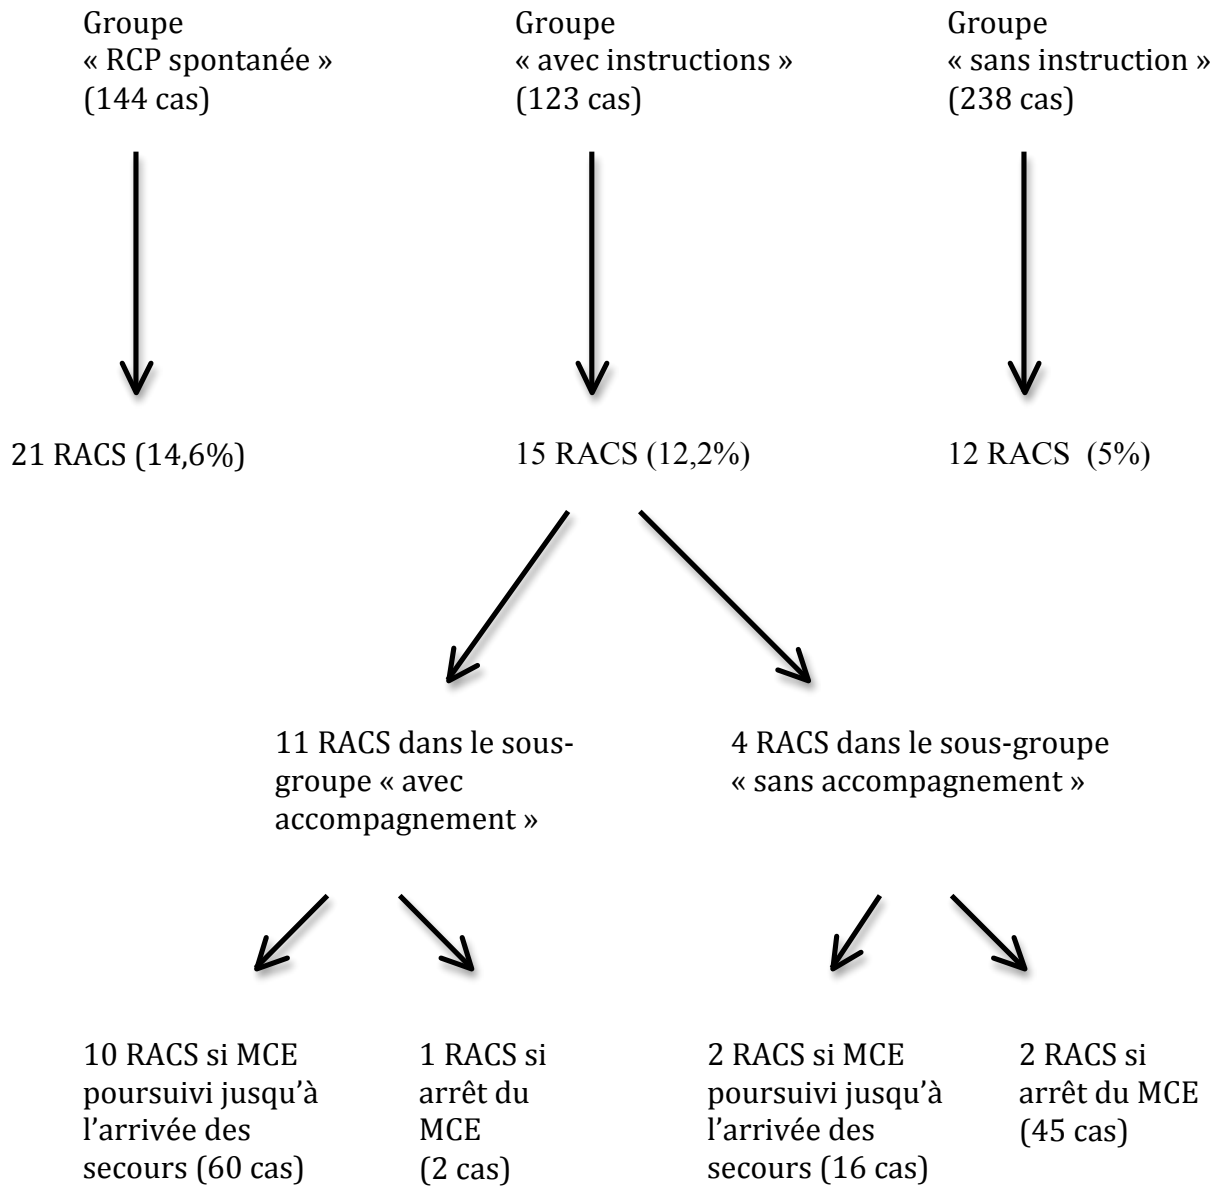 Groupe
« RCP spontanée »
(144 cas)
Groupe
« avec instructions »
(123 cas)
Groupe
« sans instruction »
(238 cas)
21 RACS (14,6%)
15 RACS (12,2%)
12 RACS (5%)
11 RACS dans le sous-
groupe « avec
accompagnement »
4 RACS dans le sous-groupe
« sans accompagnement »
10 RACS si MCE
poursuivi jusqu’à
l’arrivée des
secours (60 cas)
1 RACS si
arrêt du
MCE
(2 cas)
2 RACS si MCE
poursuivi jusqu’à
l’arrivée des
secours (16 cas)
2 RACS si
arrêt du MCE
(45 cas)